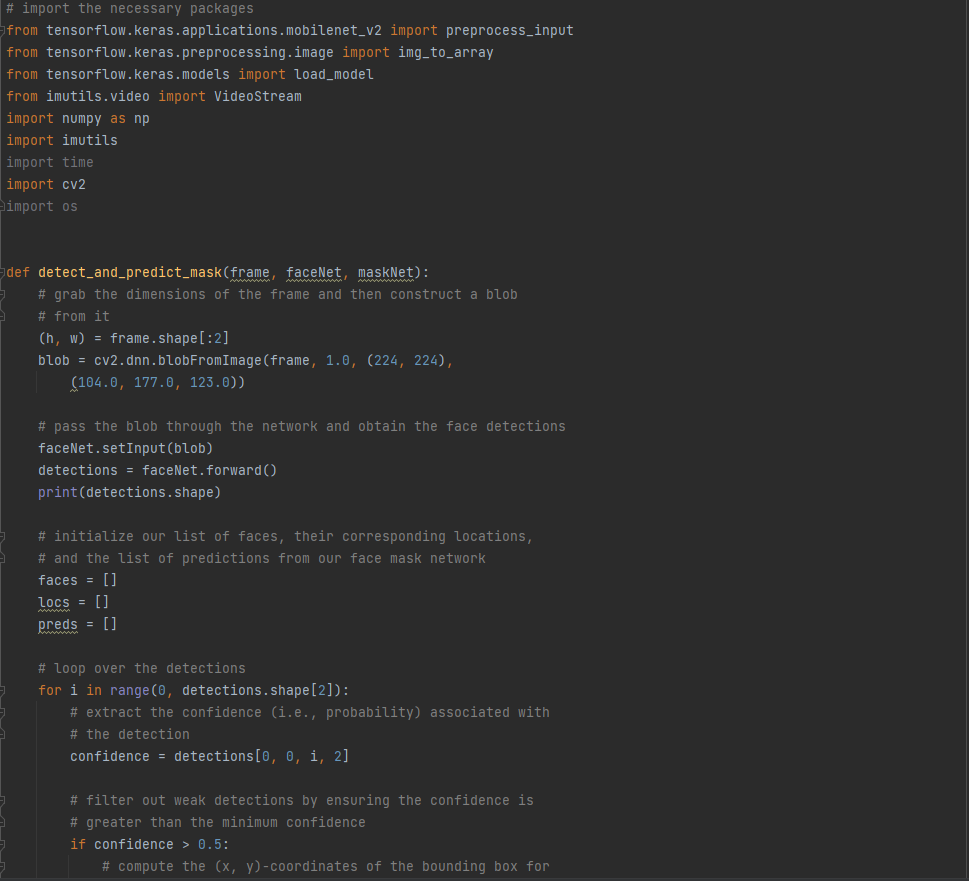 # import the necessary packages
from tensorflow.keras.applications.mobilenet_v2 import preprocess_input
from tensorflow.keras.preprocessing.image import img_to_array
from tensorflow.keras.models import load_model
from imutils.video import VideoStream
import numpy as np
import imutils
import time
import cv2
import os

def detect_and_predict_mask(frame, faceNet, maskNet):
    # grab the dimensions of the frame and then construct a blob
    # from it
    (h, w) = frame.shape[:2]
    blob = cv2.dnn.blobFromImage(frame, 1.0, (224, 224),
        (104.0, 177.0, 123.0))

    # pass the blob through the network and obtain the face detections
    faceNet.setInput(blob)
    detections = faceNet.forward()
    print(detections.shape)

    # initialize our list of faces, their corresponding locations,
    # and the list of predictions from our face mask network
    faces = []
    locs = []
    preds = []

    # loop over the detections
    for i in range(0, detections.shape[2]):
        # extract the confidence (i.e., probability) associated with
        # the detection
        confidence = detections[0, 0, i, 2]

        # filter out weak detections by ensuring the confidence is
        # greater than the minimum confidence
        if confidence > 0.5:
            # compute the (x, y)-coordinates of the bounding box for